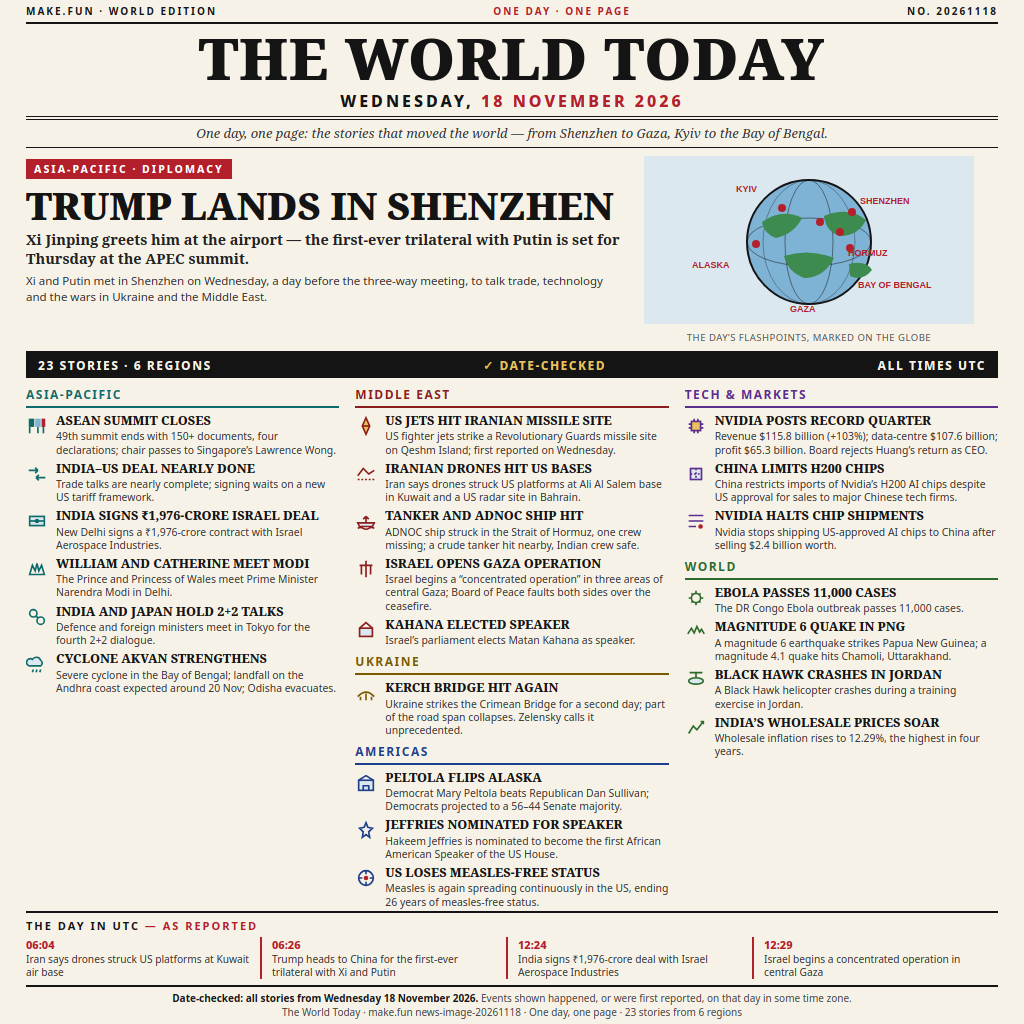 MAKE.FUN · WORLD EDITION
ONE DAY · ONE PAGE
NO. 20261118
THE WORLD TODAY
WEDNESDAY, 18 NOVEMBER 2026
One day, one page: the stories that moved the world — from Shenzhen to Gaza, Kyiv to the Bay of Bengal.
ASIA-PACIFIC · DIPLOMACY
TRUMP LANDS IN SHENZHEN
Xi Jinping greets him at the airport — the first-ever trilateral with Putin is set for
Thursday at the APEC summit.
Xi and Putin met in Shenzhen on Wednesday, a day before the three-way meeting, to talk trade, technology
and the wars in Ukraine and the Middle East.
KYIV
SHENZHEN
HORMUZ
ALASKA
BAY OF BENGAL
GAZA
THE DAY'S FLASHPOINTS, MARKED ON THE GLOBE
23 STORIES · 6 REGIONS
✓ DATE-CHECKED
ALL TIMES UTC
ASIA-PACIFIC
ASEAN SUMMIT CLOSES
49th summit ends with 150+ documents, four
declarations; chair passes to Singapore’s Lawrence Wong.
INDIA–US DEAL NEARLY DONE
Trade talks are nearly complete; signing waits on a new
US tariff framework.
INDIA SIGNS ₹1,976-CRORE ISRAEL DEAL
New Delhi signs a ₹1,976-crore contract with Israel
Aerospace Industries.
WILLIAM AND CATHERINE MEET MODI
The Prince and Princess of Wales meet Prime Minister
Narendra Modi in Delhi.
INDIA AND JAPAN HOLD 2+2 TALKS
Defence and foreign ministers meet in Tokyo for the
fourth 2+2 dialogue.
CYCLONE AKVAN STRENGTHENS
Severe cyclone in the Bay of Bengal; landfall on the
Andhra coast expected around 20 Nov; Odisha evacuates.
MIDDLE EAST
US JETS HIT IRANIAN MISSILE SITE
US fighter jets strike a Revolutionary Guards missile site
on Qeshm Island; first reported on Wednesday.
IRANIAN DRONES HIT US BASES
Iran says drones struck US platforms at Ali Al Salem base
in Kuwait and a US radar site in Bahrain.
TANKER AND ADNOC SHIP HIT
ADNOC ship struck in the Strait of Hormuz, one crew
missing; a crude tanker hit nearby, Indian crew safe.
ISRAEL OPENS GAZA OPERATION
Israel begins a “concentrated operation” in three areas of
central Gaza; Board of Peace faults both sides over the
ceasefire.
KAHANA ELECTED SPEAKER
Israel’s parliament elects Matan Kahana as speaker.
UKRAINE
KERCH BRIDGE HIT AGAIN
Ukraine strikes the Crimean Bridge for a second day; part
of the road span collapses. Zelensky calls it
unprecedented.
AMERICAS
PELTOLA FLIPS ALASKA
Democrat Mary Peltola beats Republican Dan Sullivan;
Democrats projected to a 56–44 Senate majority.
JEFFRIES NOMINATED FOR SPEAKER
Hakeem Jeffries is nominated to become the first African
American Speaker of the US House.
US LOSES MEASLES-FREE STATUS
Measles is again spreading continuously in the US, ending
26 years of measles-free status.
TECH & MARKETS
NVIDIA POSTS RECORD QUARTER
Revenue $115.8 billion (+103%); data-centre $107.6 billion;
profit $65.3 billion. Board rejects Huang’s return as CEO.
CHINA LIMITS H200 CHIPS
China restricts imports of Nvidia’s H200 AI chips despite
US approval for sales to major Chinese tech firms.
NVIDIA HALTS CHIP SHIPMENTS
Nvidia stops shipping US-approved AI chips to China after
selling $2.4 billion worth.
WORLD
EBOLA PASSES 11,000 CASES
The DR Congo Ebola outbreak passes 11,000 cases.
MAGNITUDE 6 QUAKE IN PNG
A magnitude 6 earthquake strikes Papua New Guinea; a
magnitude 4.1 quake hits Chamoli, Uttarakhand.
BLACK HAWK CRASHES IN JORDAN
A Black Hawk helicopter crashes during a training
exercise in Jordan.
INDIA’S WHOLESALE PRICES SOAR
Wholesale inflation rises to 12.29%, the highest in four
years.
THE DAY IN UTC — AS REPORTED
06:04
Iran says drones struck US platforms at Kuwait
air base
06:26
Trump heads to China for the first-ever
trilateral with Xi and Putin
12:24
India signs ₹1,976-crore deal with Israel
Aerospace Industries
12:29
Israel begins a concentrated operation in
central Gaza
Date-checked: all stories from Wednesday 18 November 2026. Events shown happened, or were first reported, on that day in some time zone.
The World Today · make.fun news-image-20261118 · One day, one page · 23 stories from 6 regions